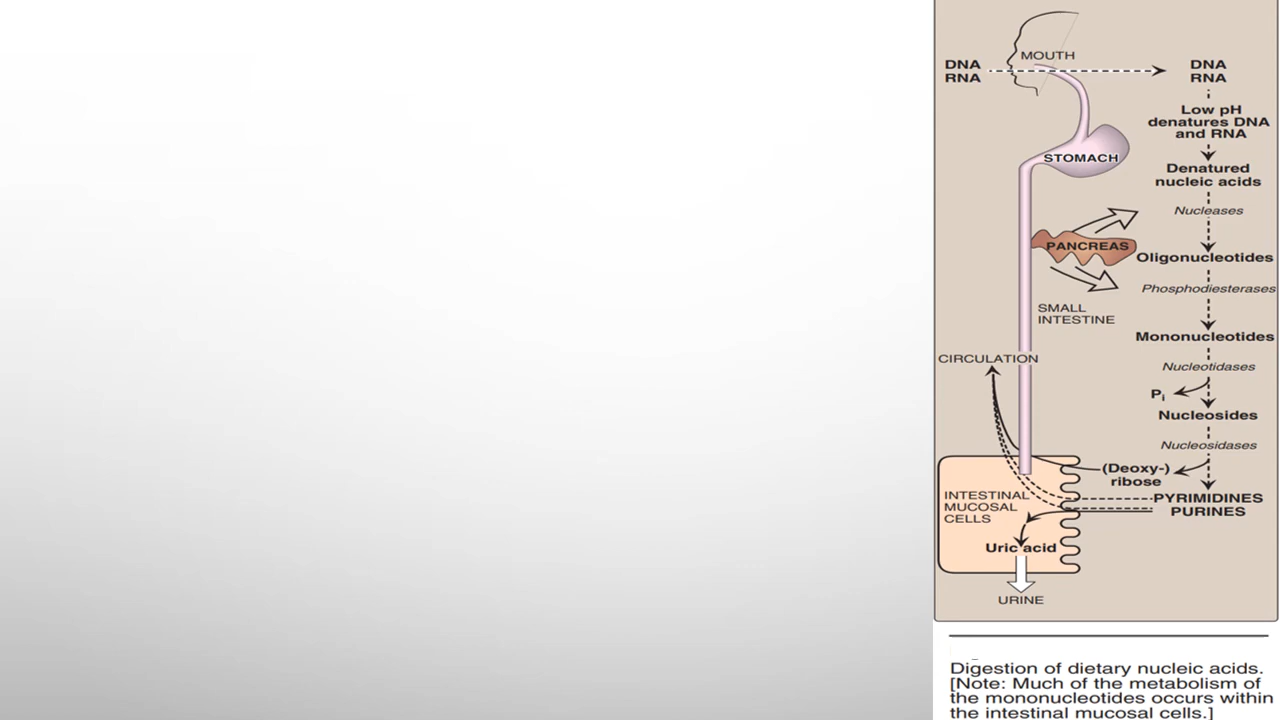 MOUTH
DNA
RNA
DNA
RNA
Low pH
denatures DNA
and RNA
STOMACH
Denatured
nucleic acids
Nucleases
PANCREAS
Oligonucleotides
Phosphodiesterases
SMALL
INTESTINE
Mononucleotides
CIRCULATION
Nucleotidases
Pi
Nucleosides
Nucleosidases
(Deoxy-)
ribose
INTESTINAL
MUCOSAL
CELLS
PYRIMIDINES
PURINES
Uric acid
URINE
Digestion of dietary nucleic acids.
[Note: Much of the metabolism of
the mononucleotides occurs within
the intestinal mucosal cells.]